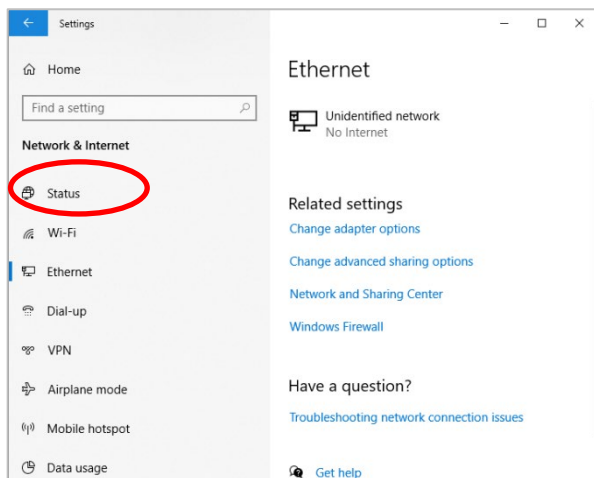 Settings
Home
Find a setting
Network & Internet
Status
Wi-Fi
Ethernet
Dial-up
VPN
Airplane mode
Mobile hotspot
Data usage
Ethernet
Unidentified network
No Internet
Related settings
Change adapter options
Change advanced sharing options
Network and Sharing Center
Windows Firewall
Have a question?
Troubleshooting network connection issues
Get help